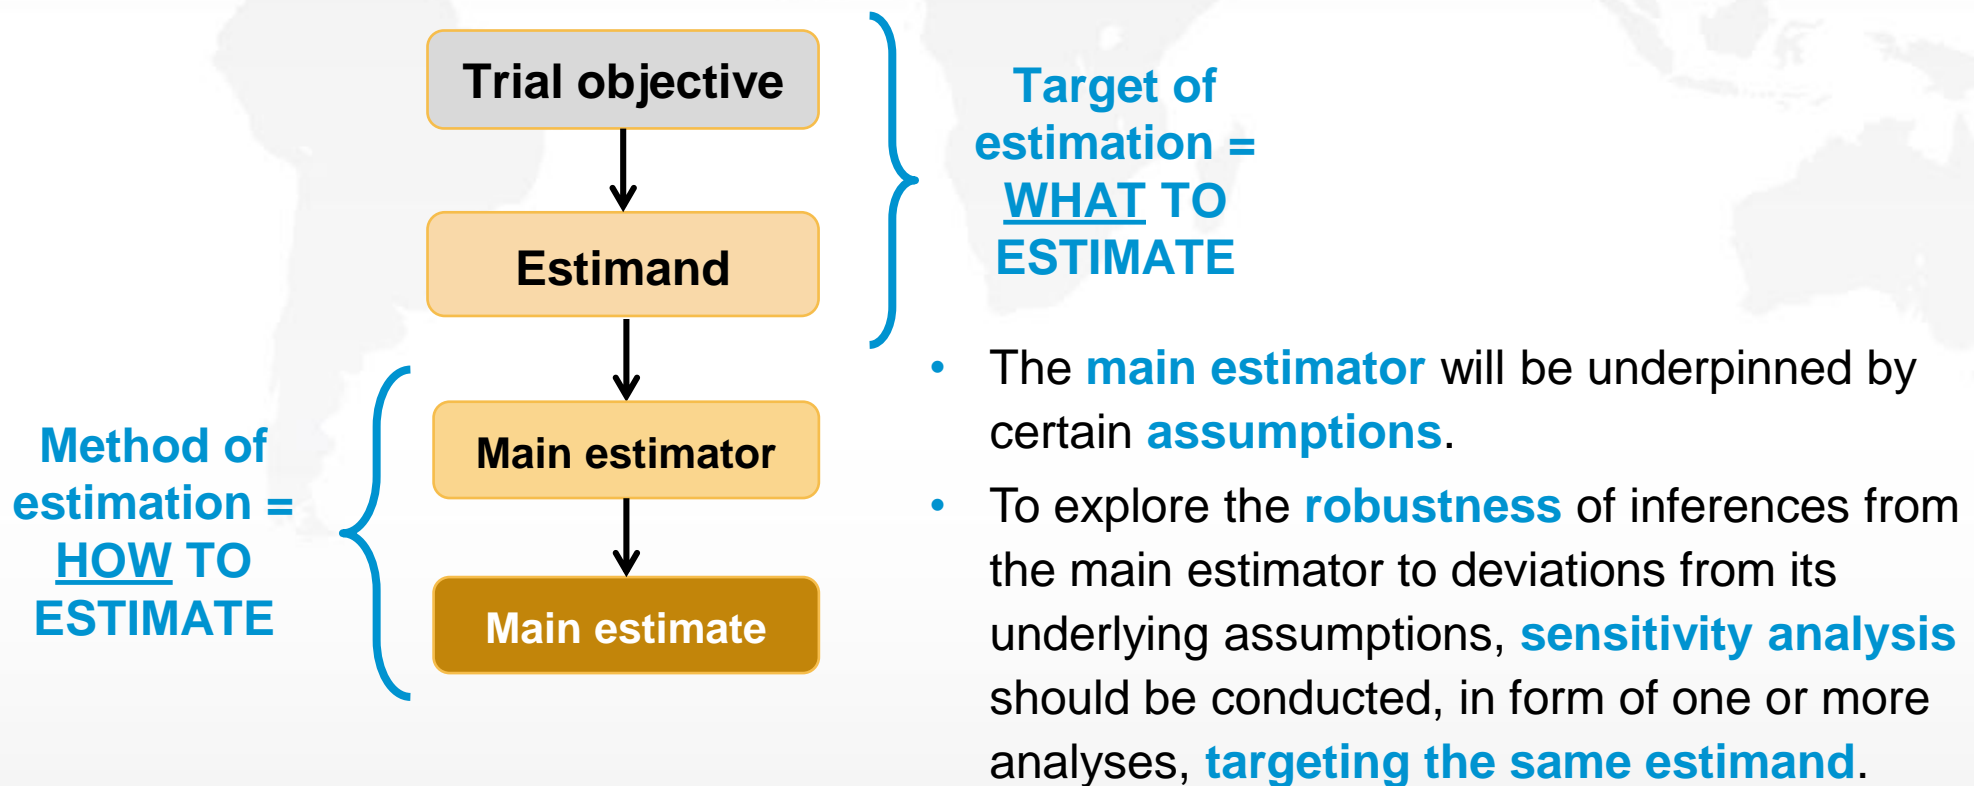 Trial objective
Estimand
Main estimator
Main estimate
Target of
estimation =
WHAT TO
ESTIMATE
Method of
estimation =
HOW TO
ESTIMATE
• The main estimator will be underpinned by
certain assumptions.
• To explore the robustness of inferences from
the main estimator to deviations from its
underlying assumptions, sensitivity analysis
should be conducted, in form of one or more
analyses, targeting the same estimand.